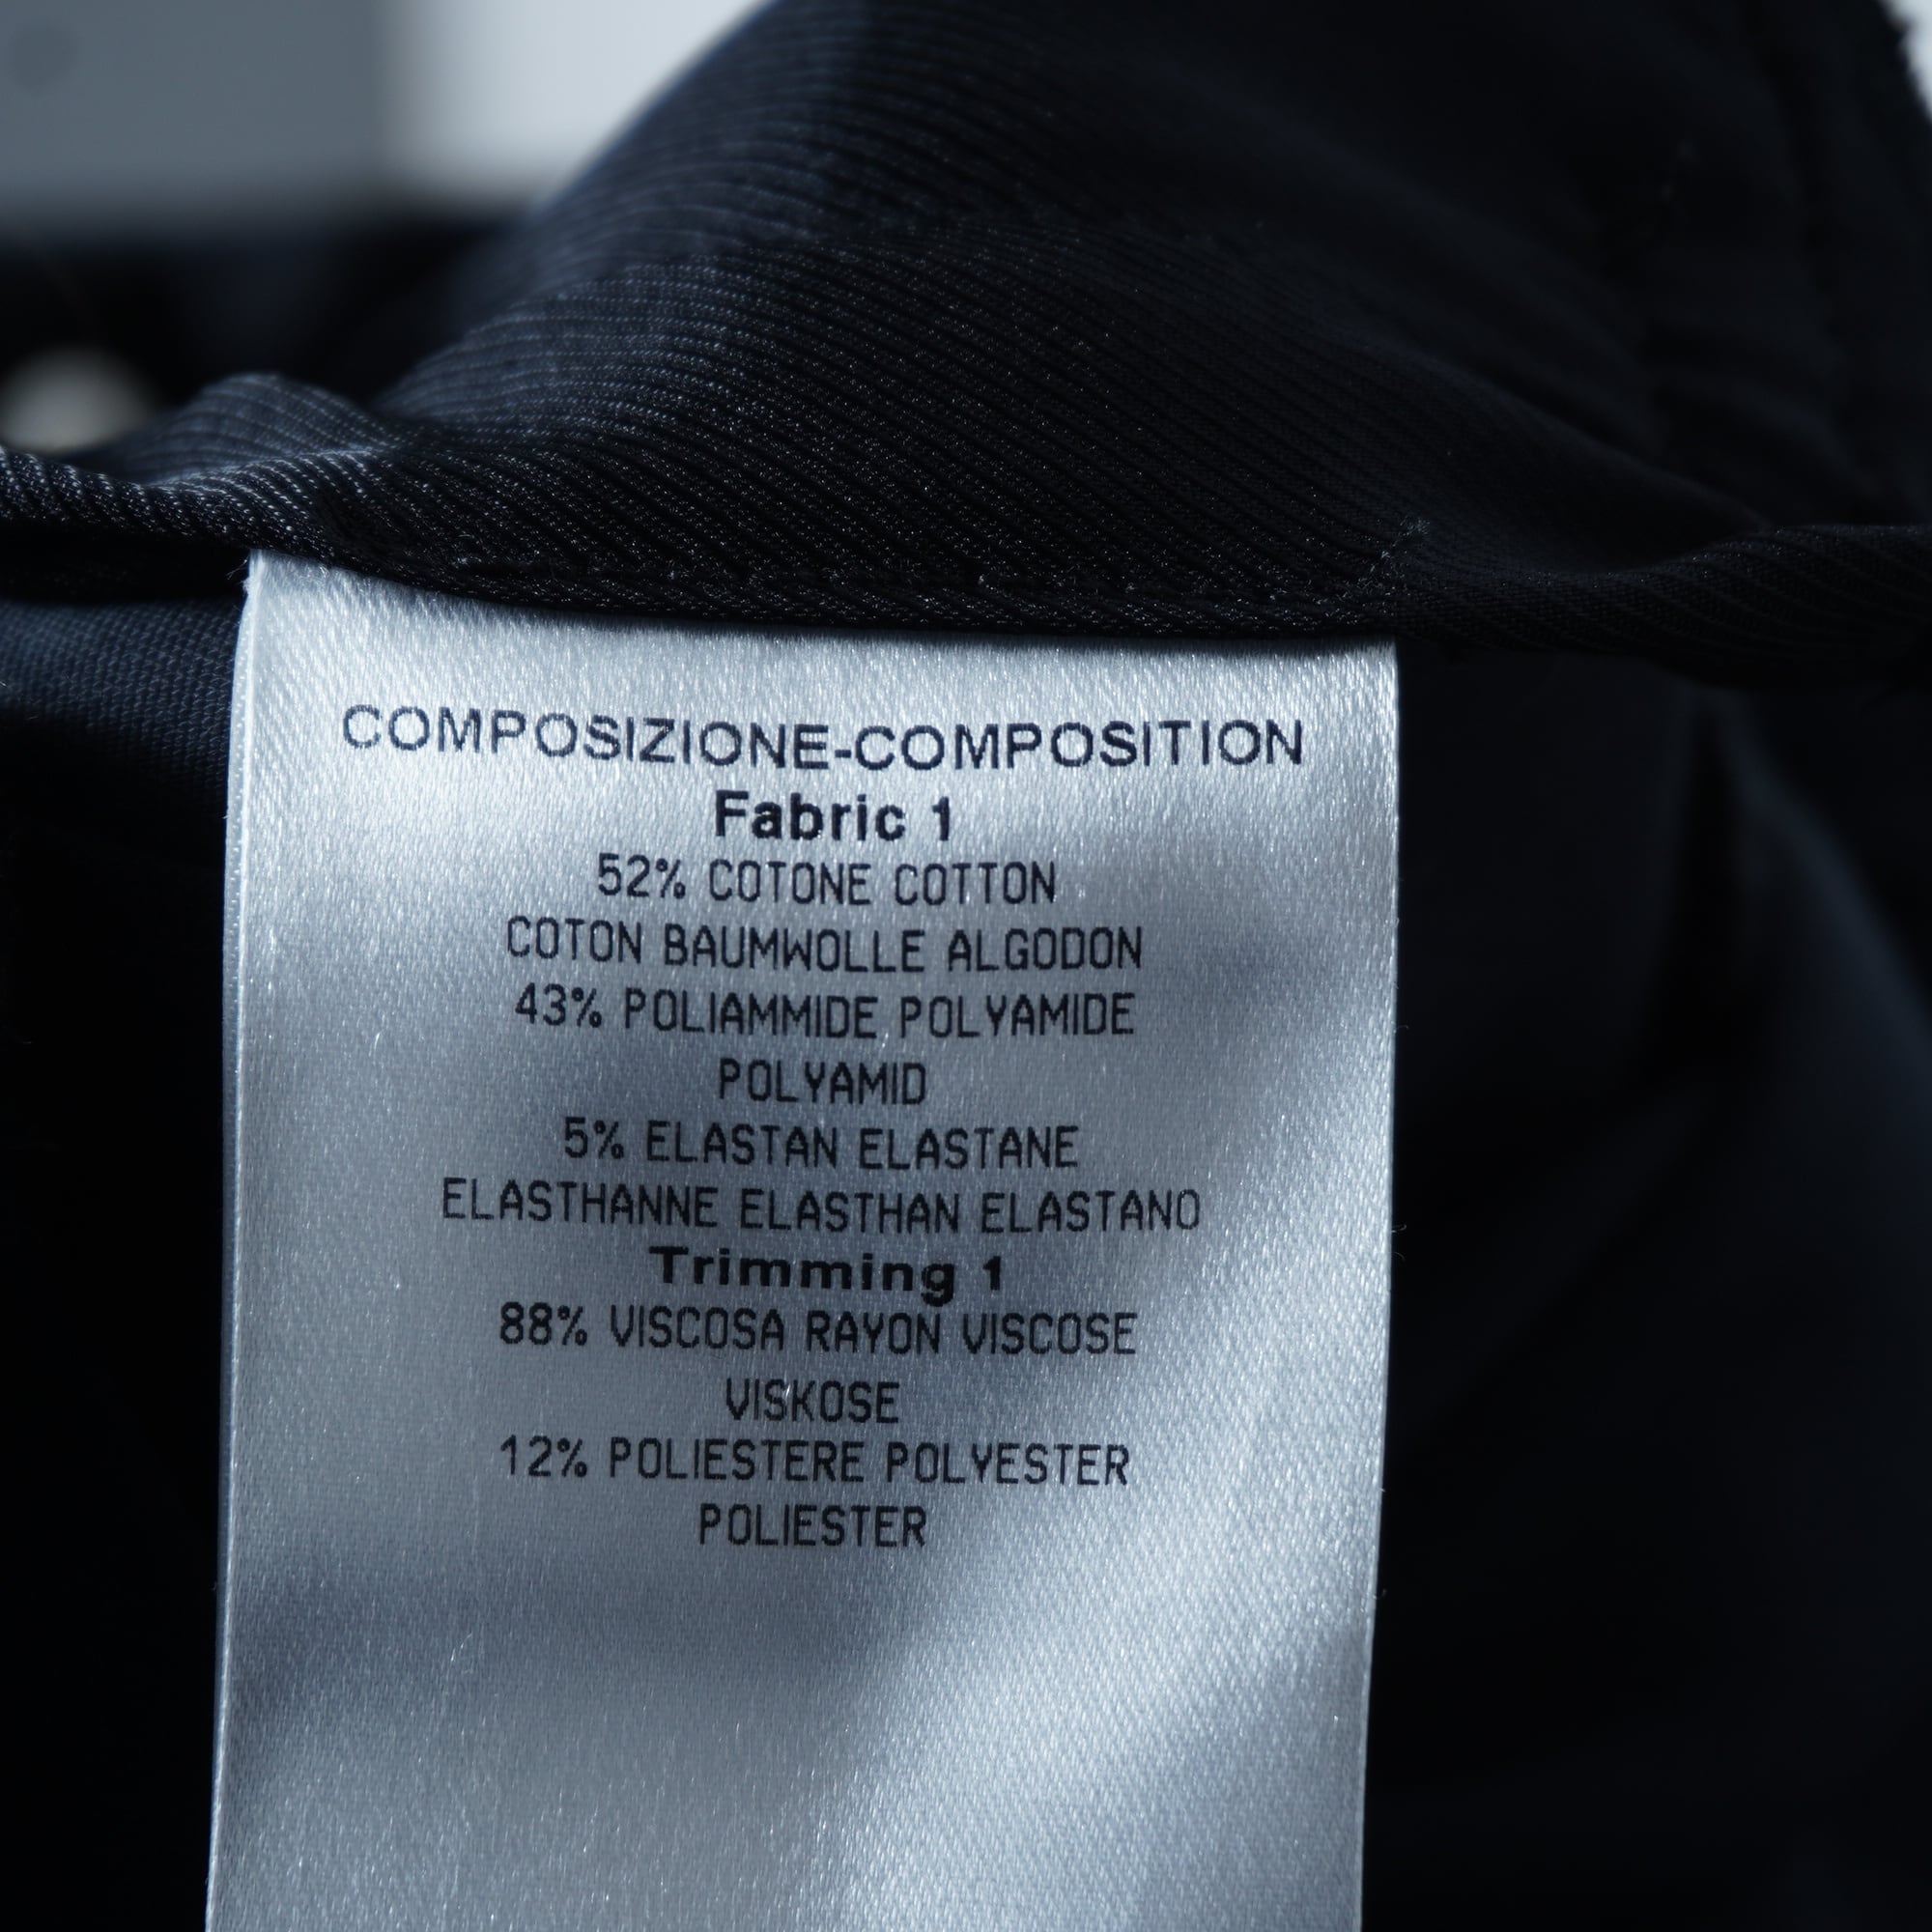 COMPOSIZIONE-COMPOSITION
Fabric 1
52% COTONE COTTON
COTON BAUMWOLLE ALGODON
43% POLIAMMIDE POLYAMIDE
POLYAMID
5% ELASTAN ELASTANE
ELASTHANNE ELASTHAN ELASTANO
Trimming 1
88% VISCOSA RAYON VISCOSE
VISKOSE
12% POLIESTERE POLYESTER
POLIESTER